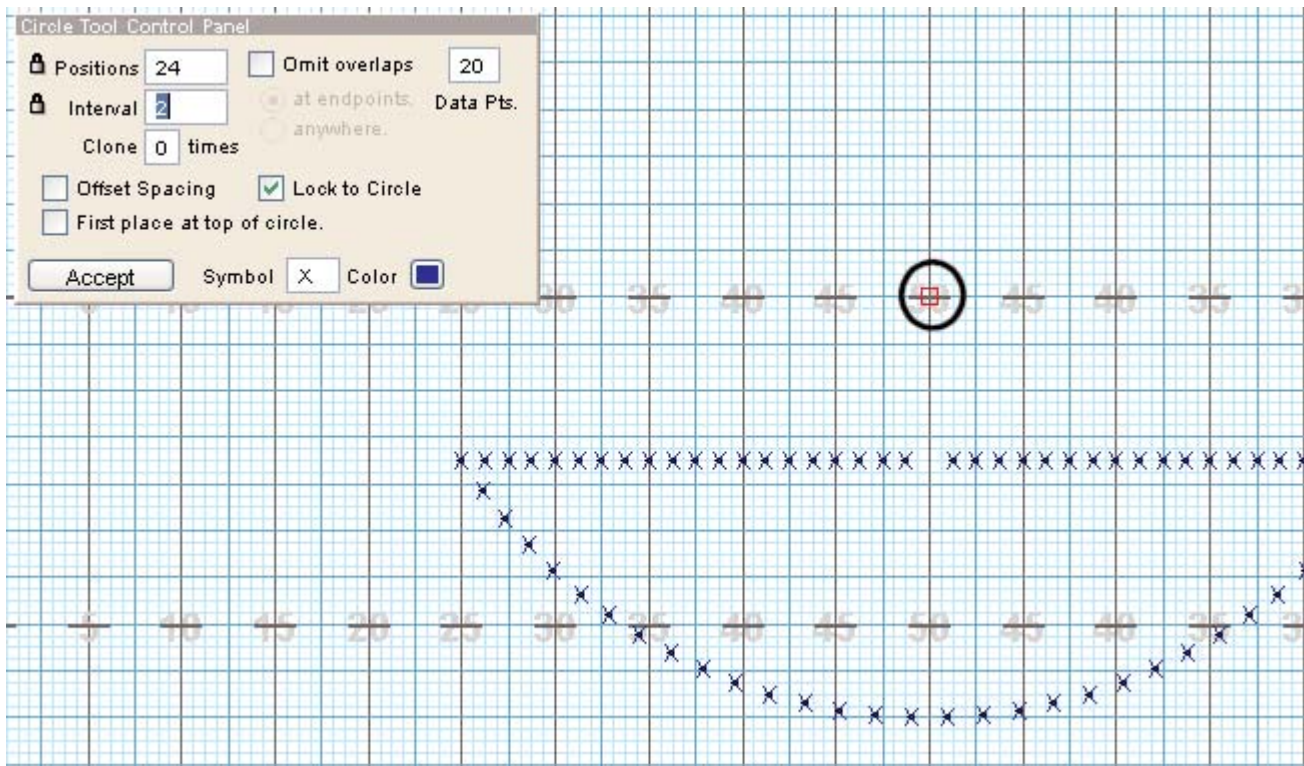 Circle Tool Control Panel
Positions 24
Omit overlaps 20
Interval 2
at endpoints. Data Pts.
anywhere.
Clone 0 times
Offset Spacing Lock to Circle
First place at top of circle.
Accept Symbol X Color
30 35 40 45 50 45 40 35 3
5 10 15 20 25 30 35 40 45 50 45 40 35 3